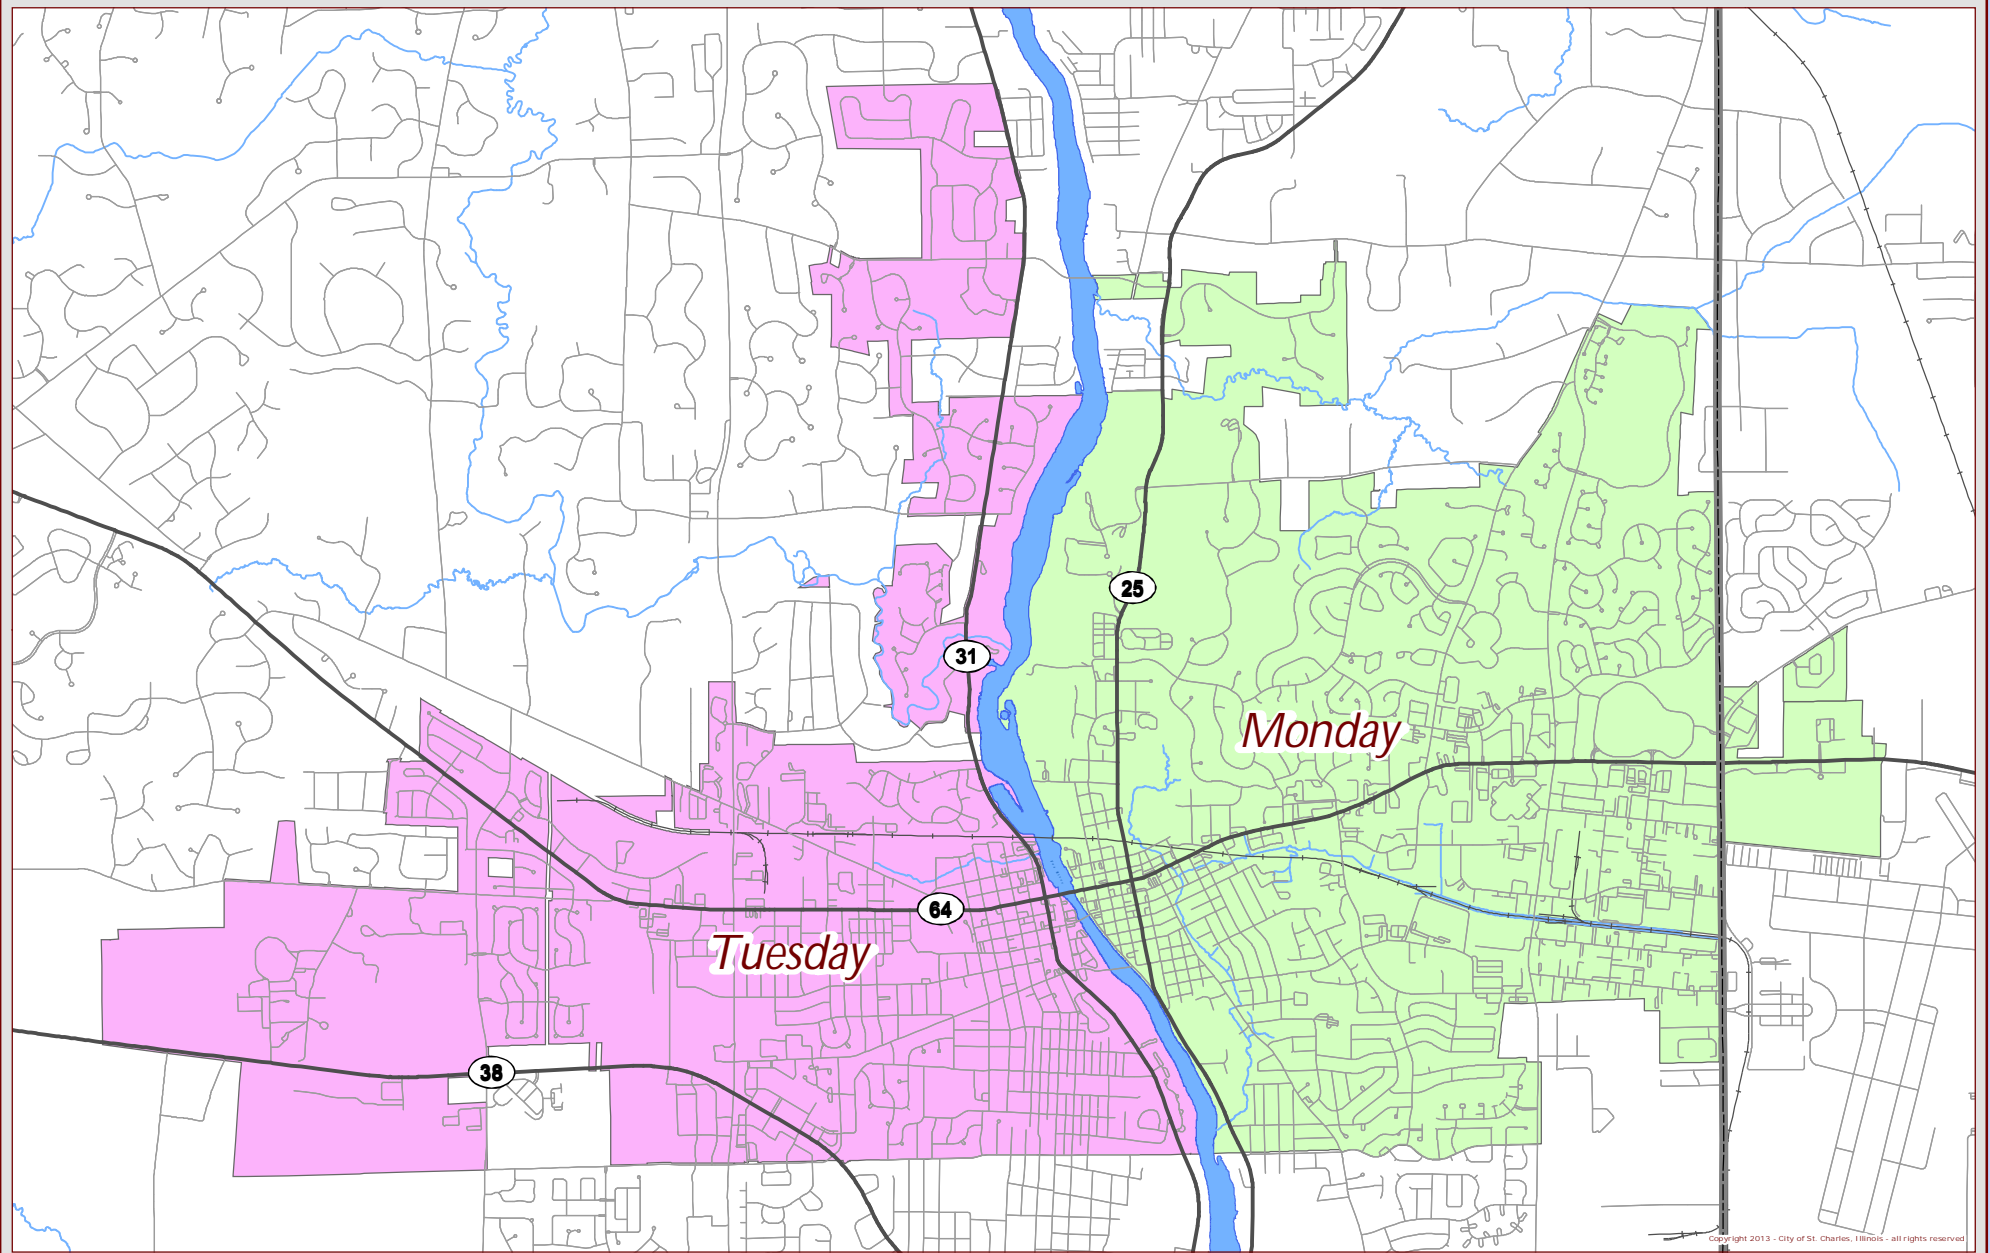 25
31
Monday
64
Tuesday
38
Copyright 2013 - City of St. Charles, Illinois - all rights reserved